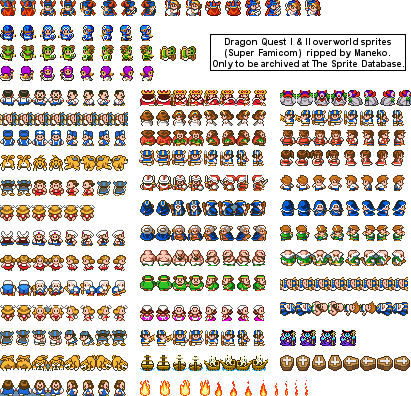 Dragon Quest I & II overworld sprites
(Super Famicom) ripped by Maneko.
Only to be archived at The Sprite Database.